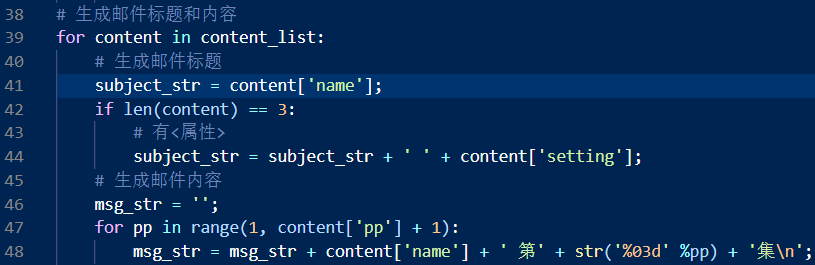 38 # 生成邮件标题和内容
39 for content in content_list:
40 # 生成邮件标题
41 subject_str = content['name'];
42 if len(content) == 3:
43 # 有<属性>
44 subject_str = subject_str + ' ' + content['setting'];
45 # 生成邮件内容
46 msg_str = '';
47 for pp in range(1, content['pp'] + 1):
48 msg_str = msg_str + content['name'] + ' 第' + str('%03d' %pp) + '集\n';